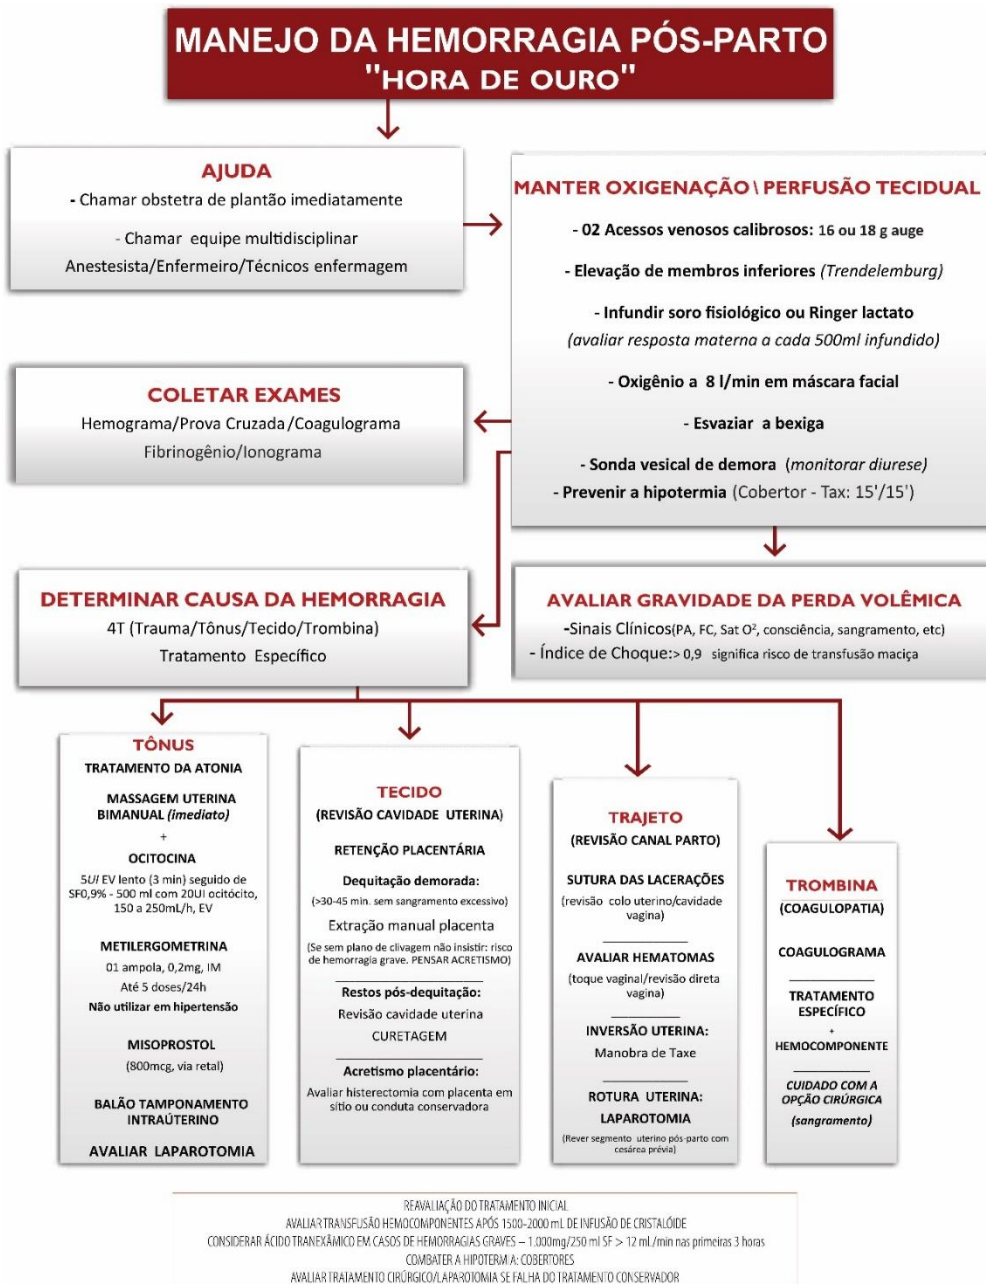 MANEJO DA HEMORRAGIA PÓS-PARTO
"HORA DE OURO"
AJUDA
- Chamar obstetra de plantão imediatamente
- Chamar equipe multidisciplinar
Anestesista/Enfermeiro/Técnicos enfermagem
MANTER OXIGENAÇÃO \ PERFUSÃO TECIDUAL
- 02 Acessos venosos calibrosos: 16 ou 18 g auge
- Elevação de membros inferiores (Trendelemburg)
- Infundir soro fisiológico ou Ringer lactato
(avaliar resposta materna a cada 500ml infundido)
- Oxigênio a 8 l/min em máscara facial
- Esvaziar a bexiga
- Sonda vesical de demora (monitorar diurese)
- Prevenir a hipotermia (Cobertor - Tax: 15'/15')
COLETAR EXAMES
Hemograma/Prova Cruzada/Coagulograma
Fibrinogênio/Ionograma
DETERMINAR CAUSA DA HEMORRAGIA
4T (Trauma/Tônus/Tecido/Trombina)
Tratamento Específico
AVALIAR GRAVIDADE DA PERDA VOLÊMICA
-Sinais Clínicos(PA, FC, Sat O², consciência, sangramento, etc)
- Índice de Choque:> 0,9 significa risco de transfusão maciça
TÔNUS
TRATAMENTO DA ATONIA
MASSAGEM UTERINA
BIMANUAL (imediato)
+
OCITOCINA
5UI EV lento (3 min) seguido de
SF0,9% - 500 ml com 20UI ocitócito,
150 a 250mL/h, EV
METILERGOMETRINA
01 ampola, 0,2mg, IM
Até 5 doses/24h
Não utilizar em hipertensão
MISOPROSTOL
(800mcg, via retal)
BALÃO TAMPONAMENTO
INTRAÚTERINO
AVALIAR LAPAROTOMIA
TECIDO
(REVISÃO CAVIDADE UTERINA)
RETENÇÃO PLACENTÁRIA
Dequitação demorada:
(>30-45 min. sem sangramento excessivo)
Extração manual placenta
(Se sem plano de clivagem não insistir: risco
de hemorragia grave. PENSAR ACRETISMO)
Restos pós-dequitação:
Revisão cavidade uterina
CURETAGEM
Acretismo placentário:
Avaliar histerectomia com placenta em
sítio ou conduta conservadora
TRAJETO
(REVISÃO CANAL PARTO)
SUTURA DAS LACERAÇÕES
(revisão colo uterino/cavidade
vagina)
AVALIAR HEMATOMAS
(toque vaginal/revisão direta
vagina)
INVERSÃO UTERINA:
Manobra de Taxe
ROTURA UTERINA:
LAPAROTOMIA
(Rever segmento uterino pós-parto com
cesárea prévia)
TROMBINA
(COAGULOPATIA)
COAGULOGRAMA
TRATAMENTO
ESPECÍFICO
+
HEMOCOMPONENTE
CUIDADO COM A
OPÇÃO CIRÚRGICA
(sangramento)
REAVALIAÇÃO DO TRATAMENTO INICIAL
AVALIAR TRANSFUSÃO HEMOCOMPONENTES APÓS 1500-2000 mL DE INFUSÃO DE CRISTALÓIDE
CONSIDERAR ÁCIDO TRANEXÂMICO EM CASOS DE HEMORRAGIAS GRAVES – 1.000mg/250 ml SF > 12 mL/min nas primeiras 3 horas
COMBATER A HIPOTERMIA: COBERTORES
AVALIAR TRATAMENTO CIRÚRGICO/LAPAROTOMIA SE FALHA DO TRATAMENTO CONSERVADOR